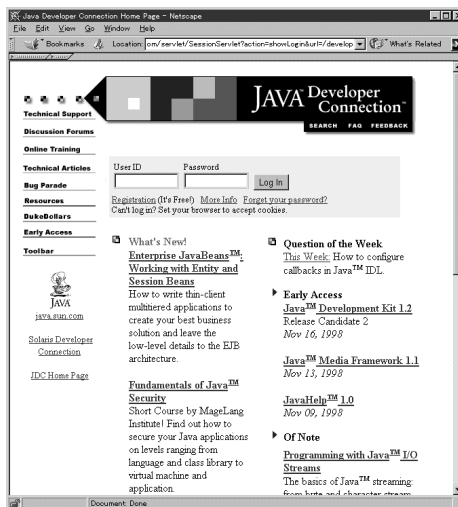 Java Developer Connection Home Page - Netscape
File Edit View Go Window Help
Bookmarks Location: om/servlet/SessionServlet?action=showLogin&url=/develop What's Related
JAVA™ Developer Connection™
SEARCH FAQ FEEDBACK
Technical Support
Discussion Forums
Online Training
Technical Articles
Bug Parade
Resources
DukeDollars
Early Access
Toolbar
JAVA
java.sun.com
Solaris Developer
Connection
JDC Home Page
User ID Password
Log In
Registration (It's Free!) More Info Forget your password?
Can't log in? Set your browser to accept cookies.
What's New!
Enterprise JavaBeans™:
Working with Entity and
Session Beans
How to write thin-client
multitiered applications to
create your best business
solution and leave the
low-level details to the EJB
architecture.
Fundamentals of Java™
Security
Short Course by MageLang
Institute! Find out how to
secure your Java applications
on levels ranging from
language and class library to
virtual machine and
application.
Question of the Week
This Week: How to configure
callbacks in Java™ IDL.
Early Access
Java™ Development Kit 1.2
Release Candidate 2
Nov 16, 1998
Java™ Media Framework 1.1
Nov 13, 1998
JavaHelp™ 1.0
Nov 09, 1998
Of Note
Programming with Java™ I/O
Streams
The basics of Java™ streaming:
from byte and character stream
Document: Done